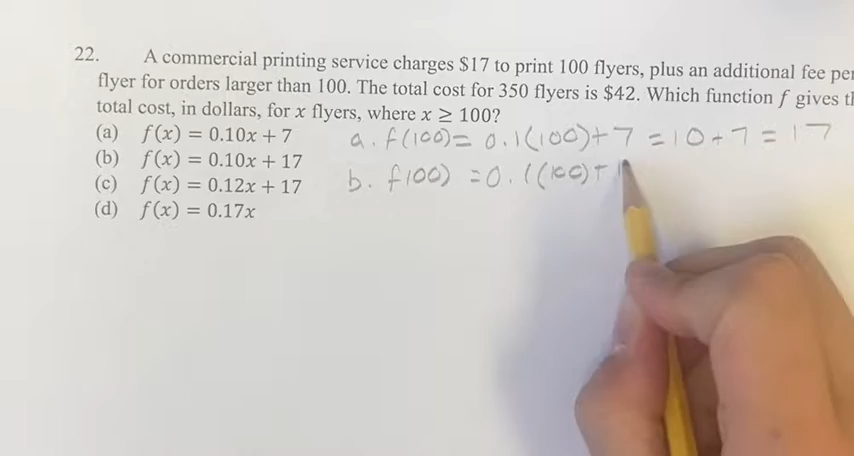 22. A commercial printing service charges $17 to print 100 flyers, plus an additional fee per
flyer for orders larger than 100. The total cost for 350 flyers is $42. Which function f gives
total cost, in dollars, for x flyers, where x ≥ 100?
(a) f(x) = 0.10x + 7
(b) f(x) = 0.10x + 17
(c) f(x) = 0.12x + 17
(d) f(x) = 0.17x
a. f(100) = 0.1(100) + 7 = 10 + 7 = 17
b. f100) = 0.1(100) +